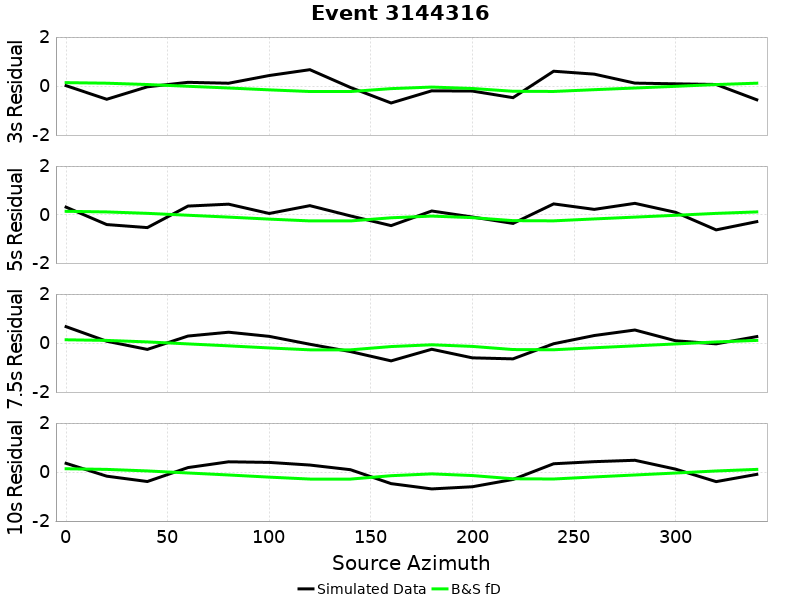 Event 3144316
3s Residual
2
0
-2
5s Residual
2
0
-2
7.5s Residual
2
0
-2
10s Residual
2
0
-2
0 50 100 150 200 250 300
Source Azimuth
Simulated Data B&S fD